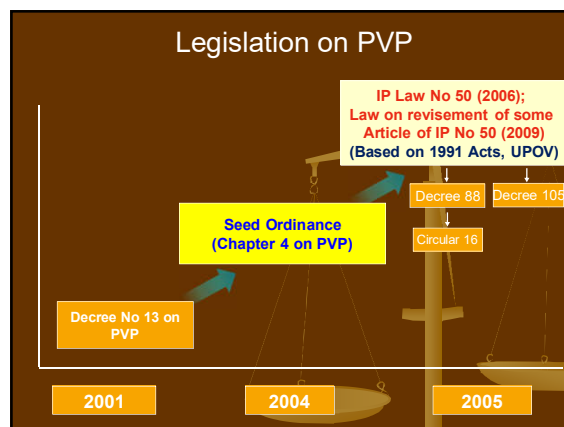 Legislation on PVP
IP Law No 50 (2006);
Law on revisement of some
Article of IP No 50 (2009)
(Based on 1991 Acts, UPOV)
Decree 88
Decree 105
Circular 16
Seed Ordinance
(Chapter 4 on PVP)
Decree No 13 on
PVP
2001
2004
2005